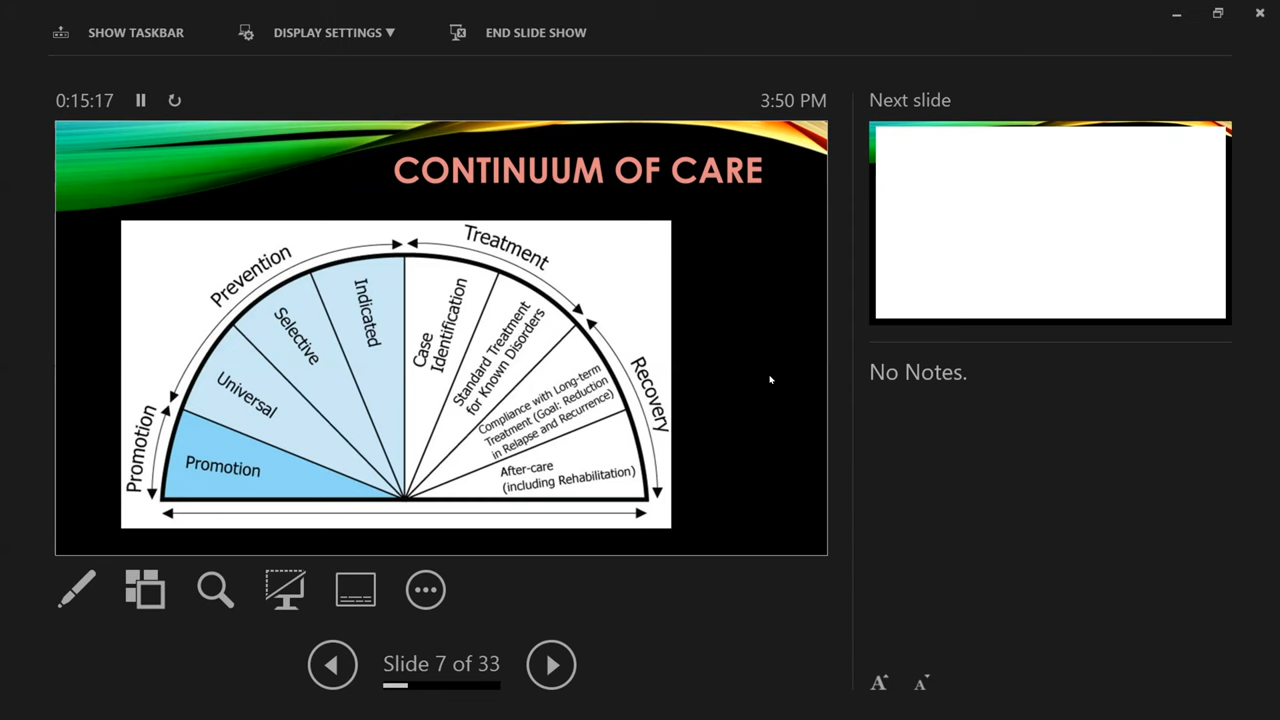 SHOW TASKBAR
DISPLAY SETTINGS ▼
END SLIDE SHOW
0:15:17
3:50 PM
Next slide
CONTINUUM OF CARE
Promotion
Prevention
Treatment
Recovery
Promotion
Universal
Selective
Indicated
Case
Identification
Standard Treatment
for Known Disorders
Compliance with Long-term
Treatment (Goal: Reduction
in Relapse and Recurrence)
After-care
(including Rehabilitation)
No Notes.
Slide 7 of 33
A
A